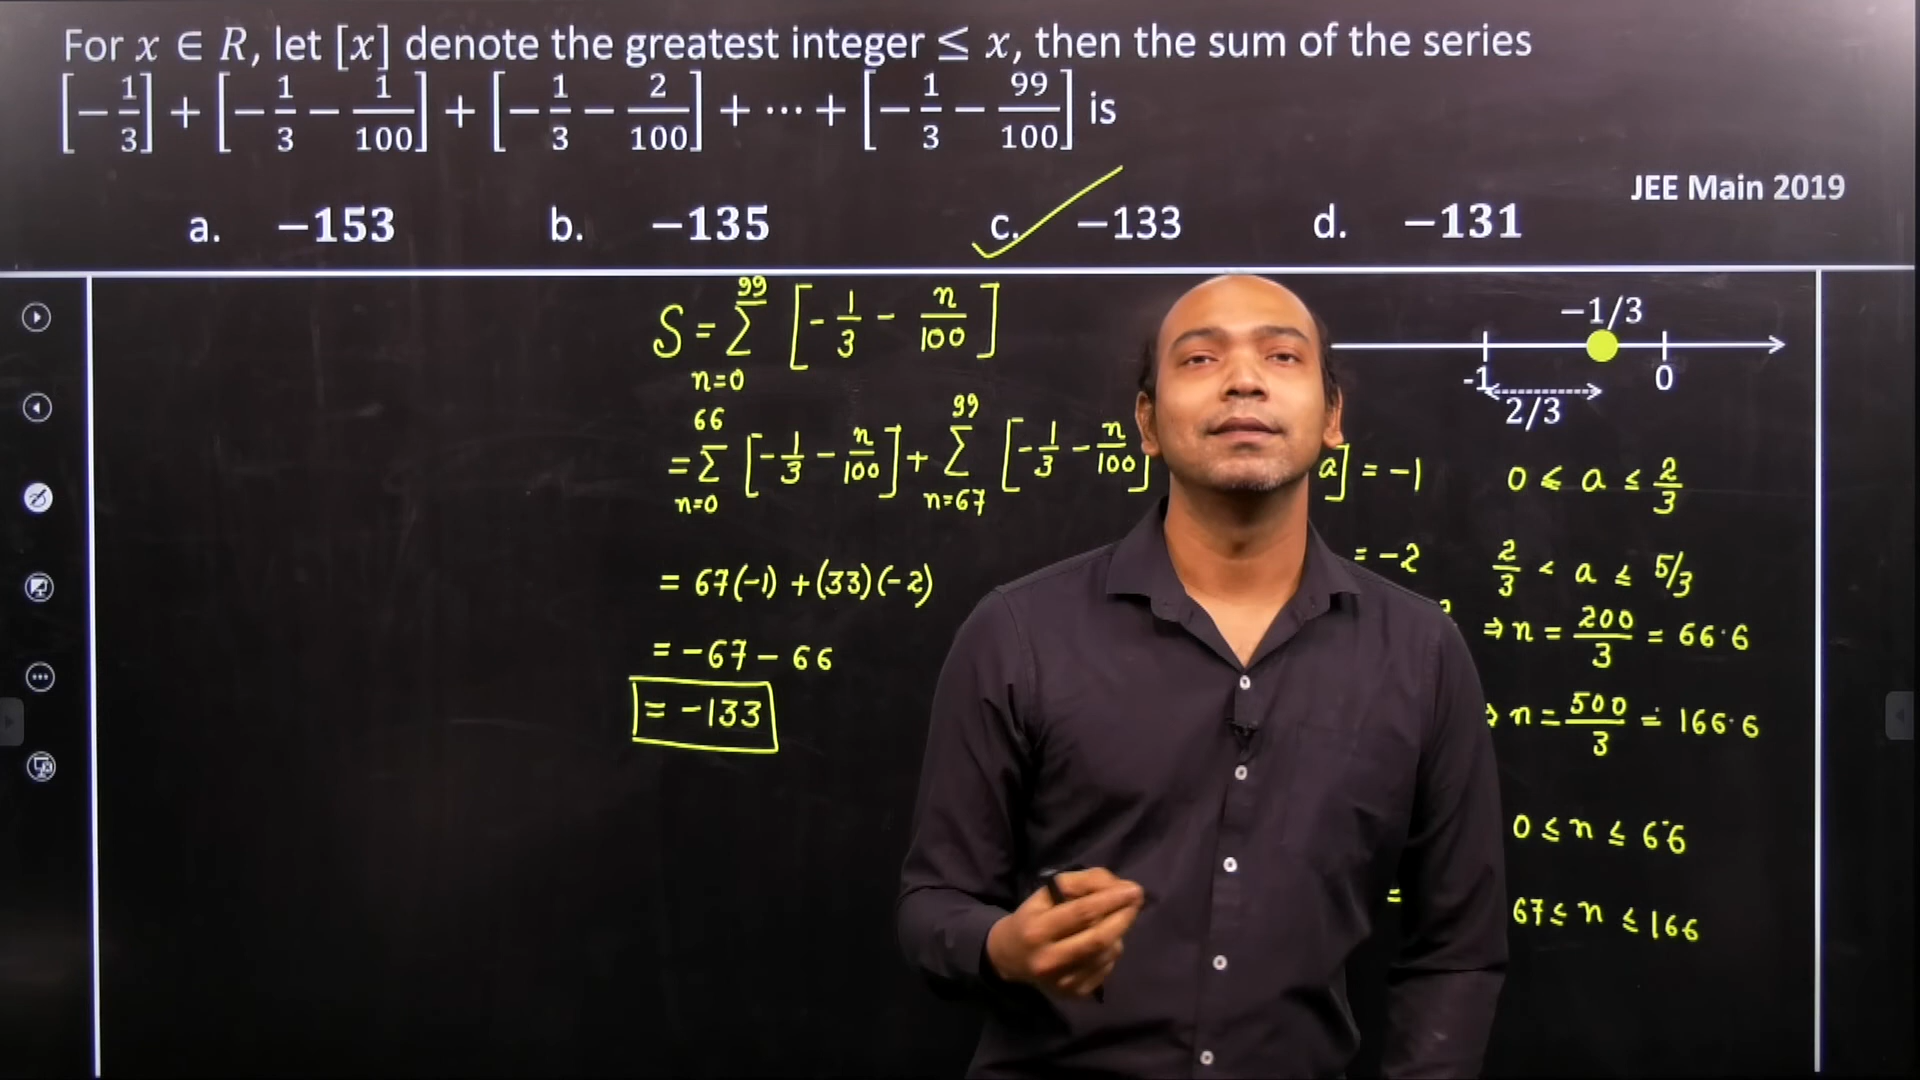 For x ∈ R, let [x] denote the greatest integer ≤ x, then the sum of the series
[-1/3] + [-1/3 - 1/100] + [-1/3 - 2/100] + ⋯ + [-1/3 - 99/100] is
JEE Main 2019
a. −153 b. −135 c. −133 d. −131
S = 99 Σ n=0 [-1/3 - n/100]
= 66 Σ n=0 [-1/3 - n/100] + 99 Σ n=67 [-1/3 - n/100]
= 67(-1) + (33)(-2)
= -67 - 66
= -133
−1/3
-1 0
2/3
a] = -1 0 ≤ a ≤ 2/3
= -2 2/3 < a ≤ 5/3
⇒ n = 200/3 = 66·6
⇒ n = 500/3 = 166·6
0 ≤ n ≤ 66
= 67 ≤ n ≤ 166